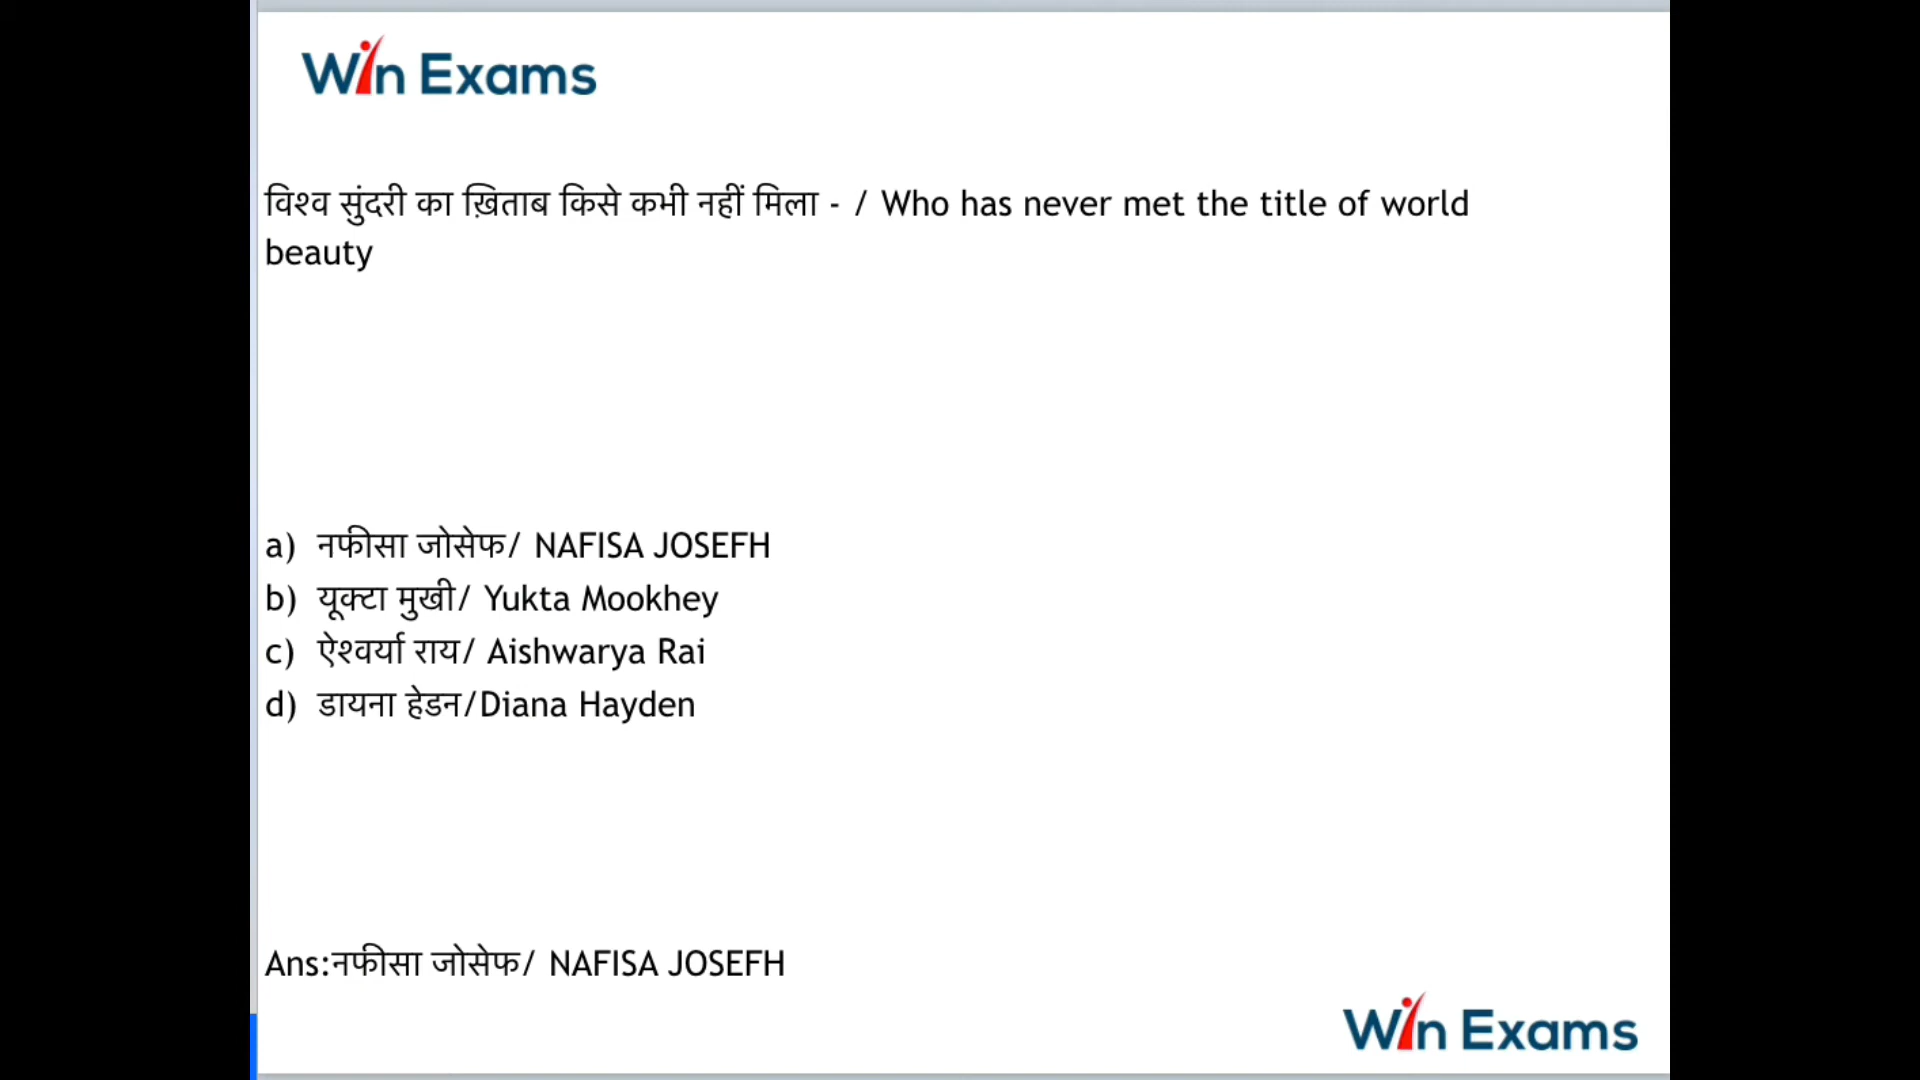 Win Exams
विश्व सुंदरी का ख़िताब किसे कभी नहीं मिला - / Who has never met the title of world
beauty
a) नफीसा जोसेफ/ NAFISA JOSEFH
b) यूक्टा मुखी/ Yukta Mookhey
c) ऐश्वर्या राय/ Aishwarya Rai
d) डायना हेडन/Diana Hayden
Ans:नफीसा जोसेफ/ NAFISA JOSEFH
Win Exams